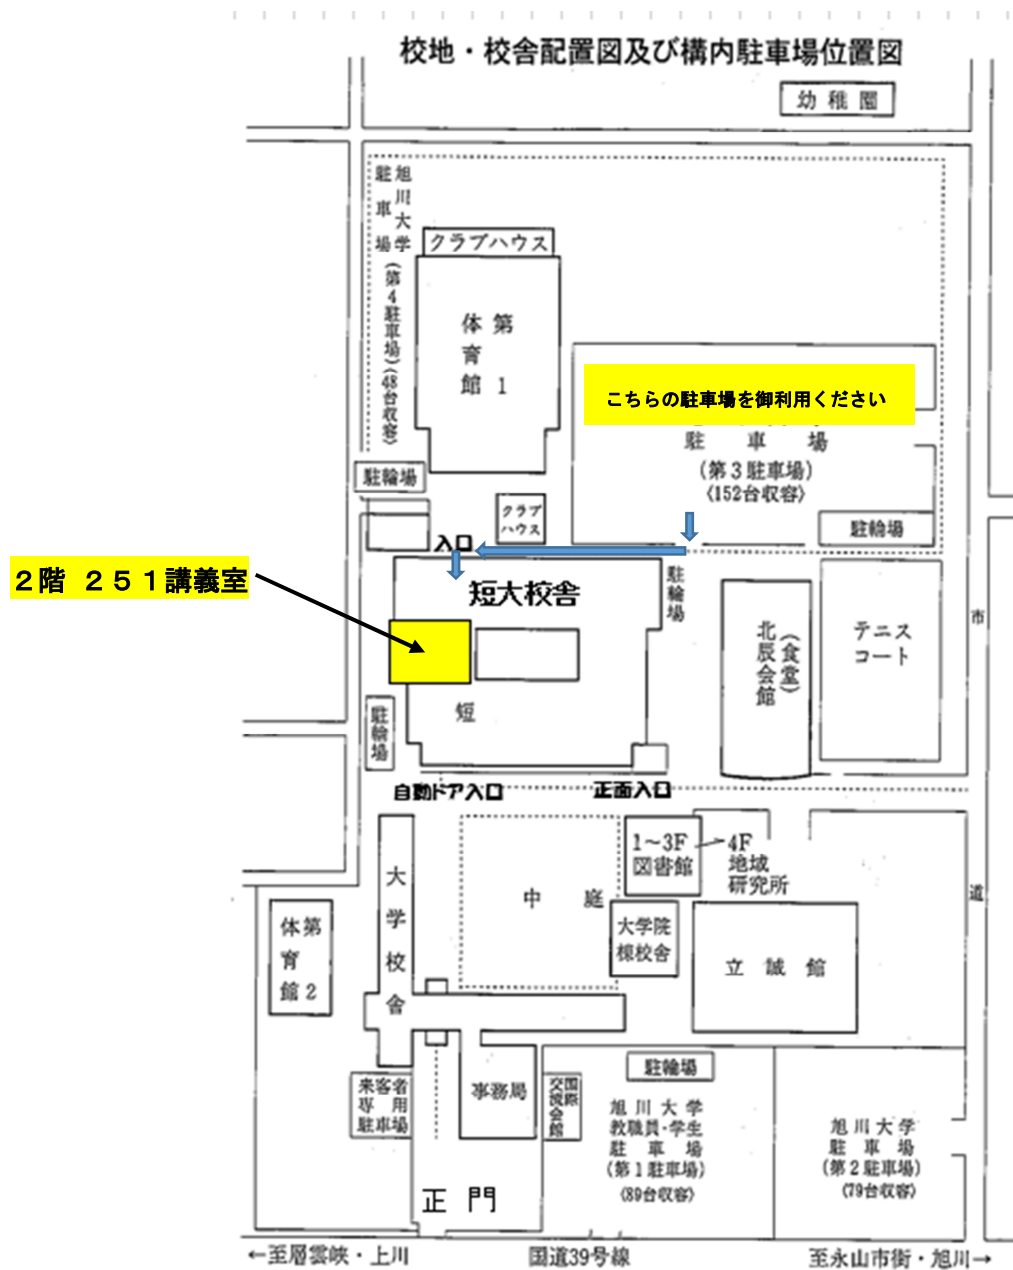 校地・校舎配置図及び構内駐車場位置図
幼稚園
旭川大学
駐車場
(第4駐車場)(48台収容)
クラブハウス
第1
体育館
こちらの駐車場を御利用ください
駐車場
(第3駐車場)
(152台収容)
駐輪場
駐輪場
クラブ
ハウス
入口
2階 251講義室
短大校舎
駐輪場
(食堂)
北辰会館
テニス
コート
市
短
駐輪場
自動ドア入口
正面入口
1～3F
図書館
4F
地域
研究所
大学校舎
中庭
道
大学院
棟校舎
立誠館
第2
体育館
来客者
専用
駐車場
事務局
国際
交流会館
駐輪場
旭川大学
教職員・学生
駐車場
(第1駐車場)
(89台収容)
旭川大学
駐車場
(第2駐車場)
(79台収容)
正門
←至層雲峡・上川
国道39号線
至永山市街・旭川→